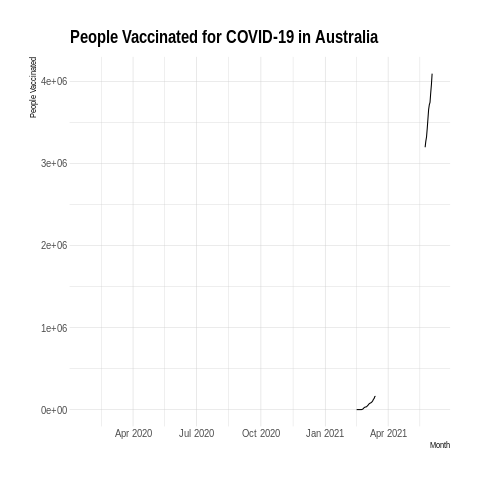 People Vaccinated for COVID-19 in Australia
People Vaccinated
4e+06
3e+06
2e+06
1e+06
0e+00
Apr 2020 Jul 2020 Oct 2020 Jan 2021 Apr 2021
Month